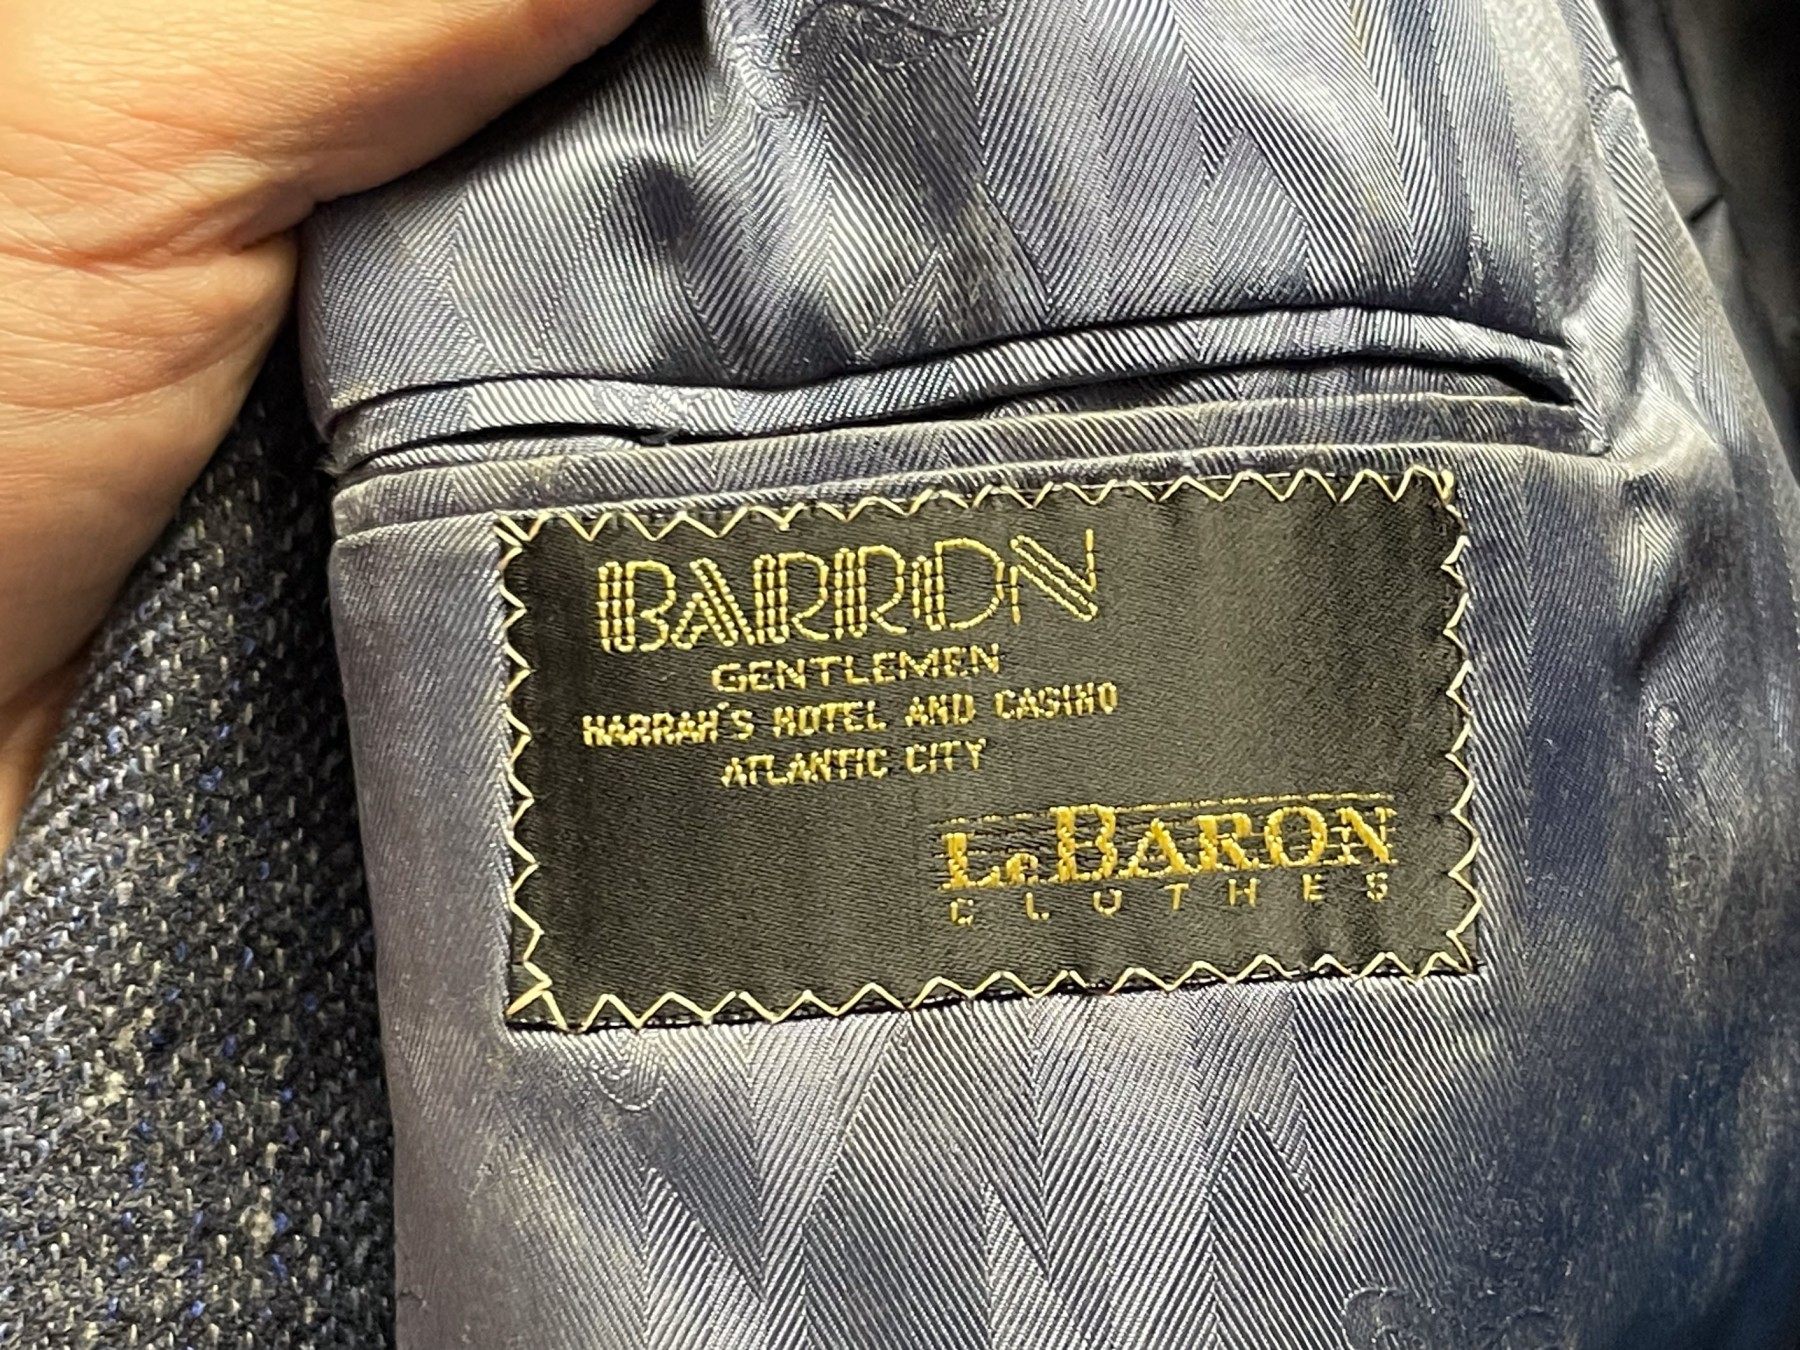 BARRON
GENTLEMEN
HARRAH'S HOTEL AND CASINO
ATLANTIC CITY
LeBARON
CLOTHES